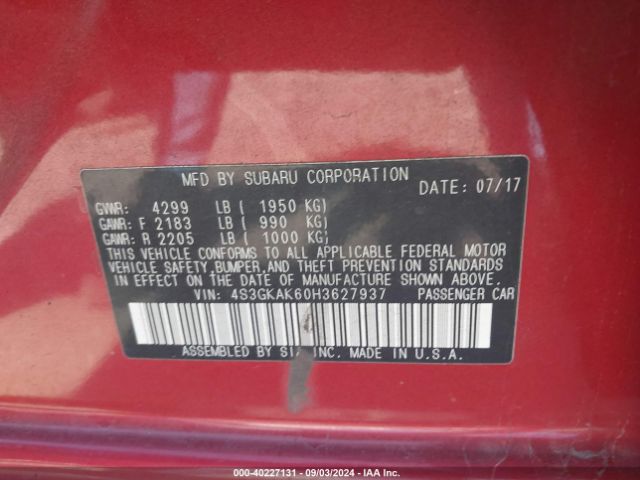 MFD BY SUBARU CORPORATION
DATE: 07/17
GVWR: 4299 LB ( 1950 KG)
GAWR: F 2183 LB ( 990 KG)
GAWR: R 2205 LB ( 1000 KG)
THIS VEHICLE CONFORMS TO ALL APPLICABLE FEDERAL MOTOR
VEHICLE SAFETY, BUMPER, AND THEFT PREVENTION STANDARDS
IN EFFECT ON THE DATE OF MANUFACTURE SHOWN ABOVE.
VIN: 4S3GKAK60H3627937 PASSENGER CAR
ASSEMBLED BY INC. MADE IN U.S.A.
000-40227131 - 09/03/2024 - IAA Inc.